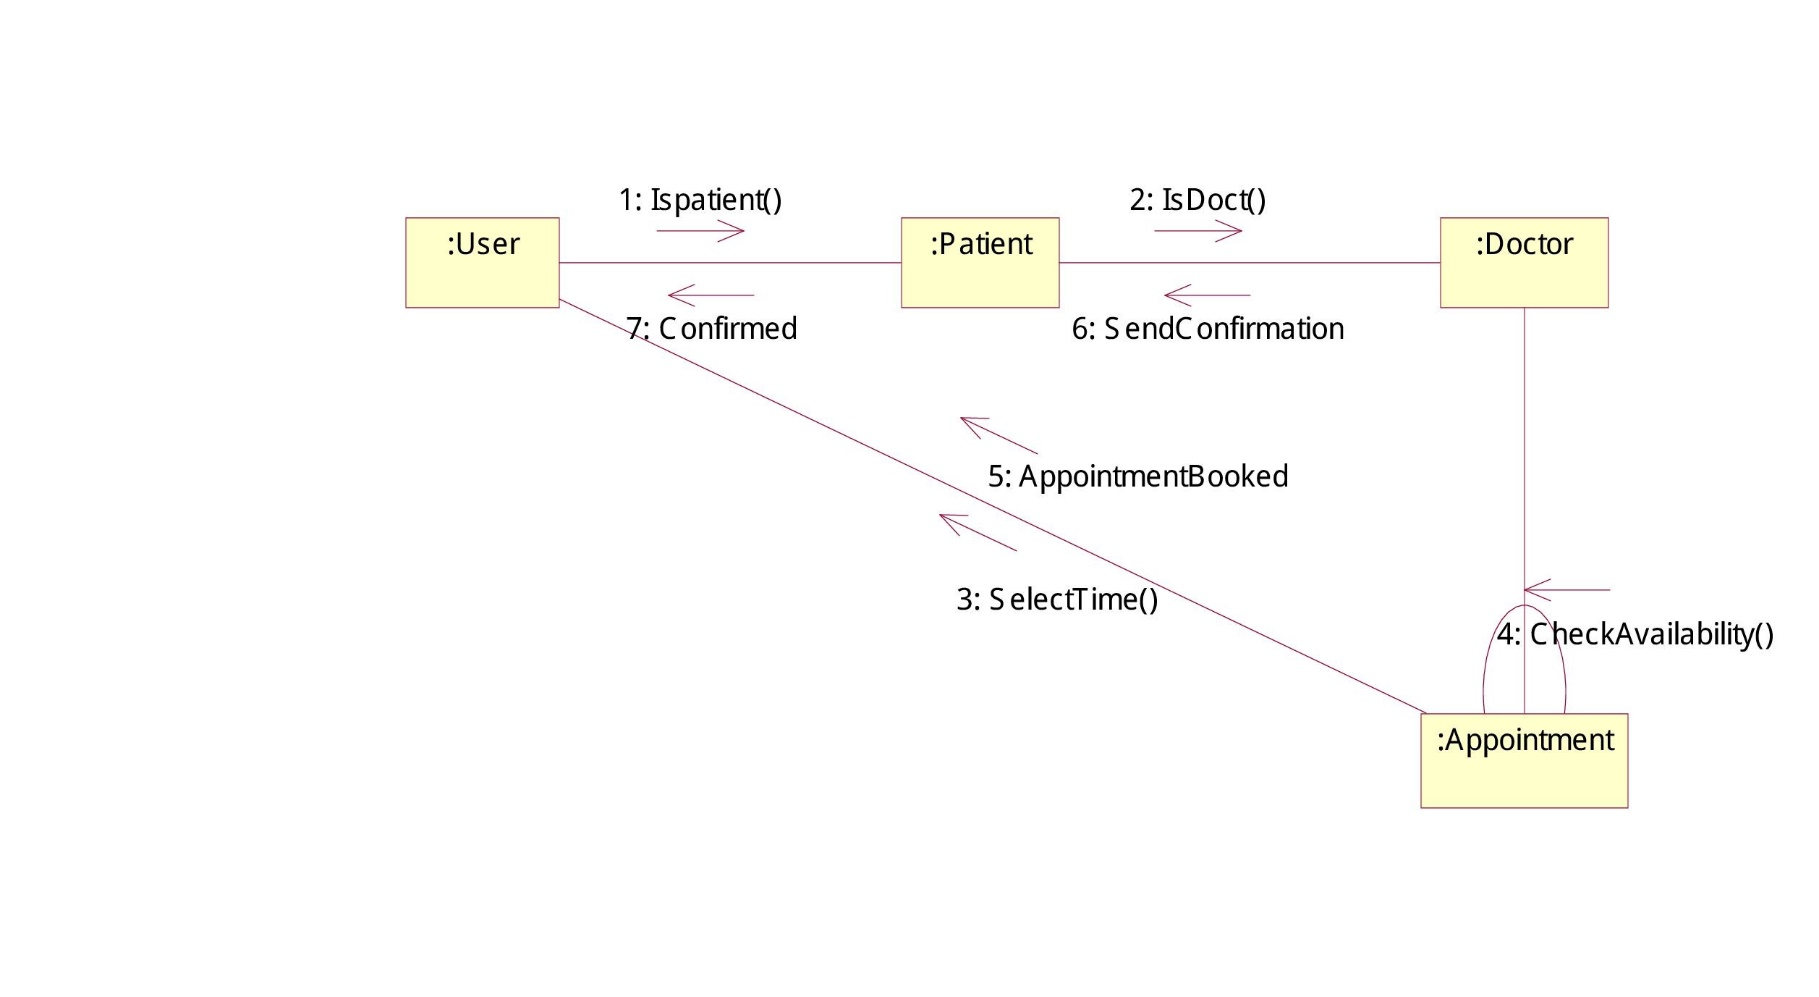 1: Ispatient()
2: IsDoct()
:User
:Patient
:Doctor
7: Confirmed
6: SendConfirmation
5: AppointmentBooked
3: SelectTime()
4: CheckAvailability()
:Appointment